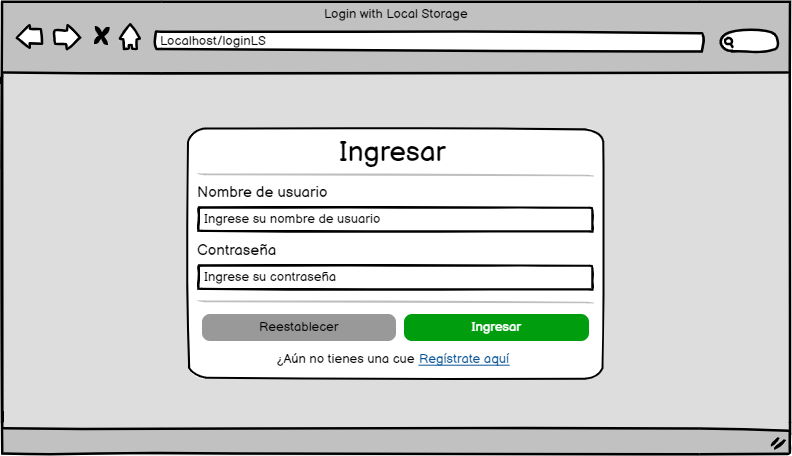 Login with Local Storage
Localhost/loginLS
Ingresar
Nombre de usuario
Ingrese su nombre de usuario
Contraseña
Ingrese su contraseña
Reestablecer
Ingresar
¿Aún no tienes una cue Regístrate aquí